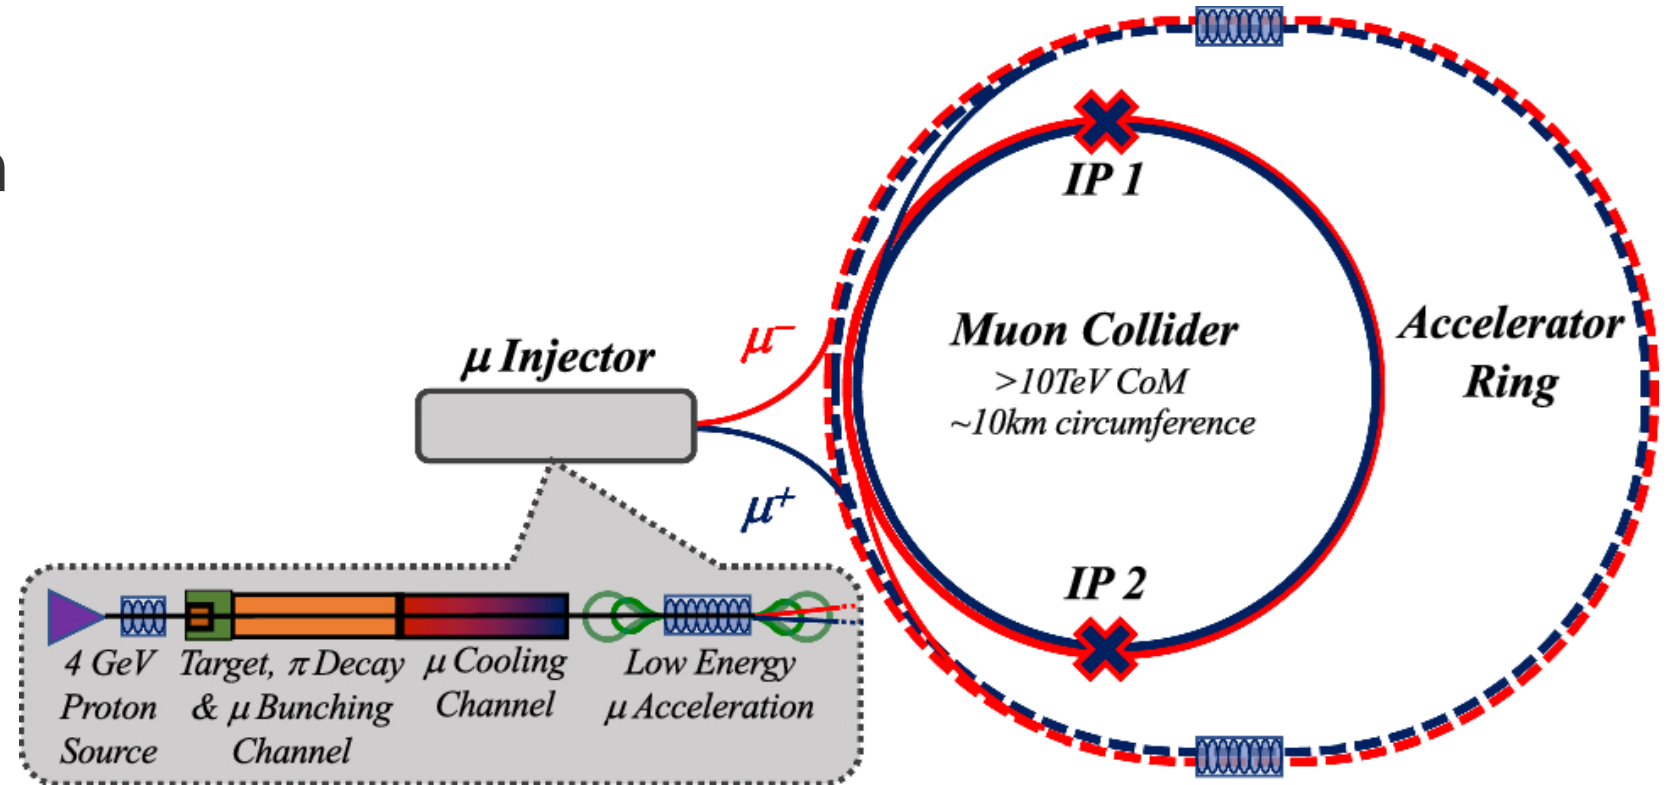 n
IP 1
Muon Collider
>10TeV CoM
~10km circumference
Accelerator
Ring
μ Injector
μ−
μ+
IP 2
4 GeV
Proton
Source
Target, π Decay
& μ Bunching
Channel
μ Cooling
Channel
Low Energy
μ Acceleration